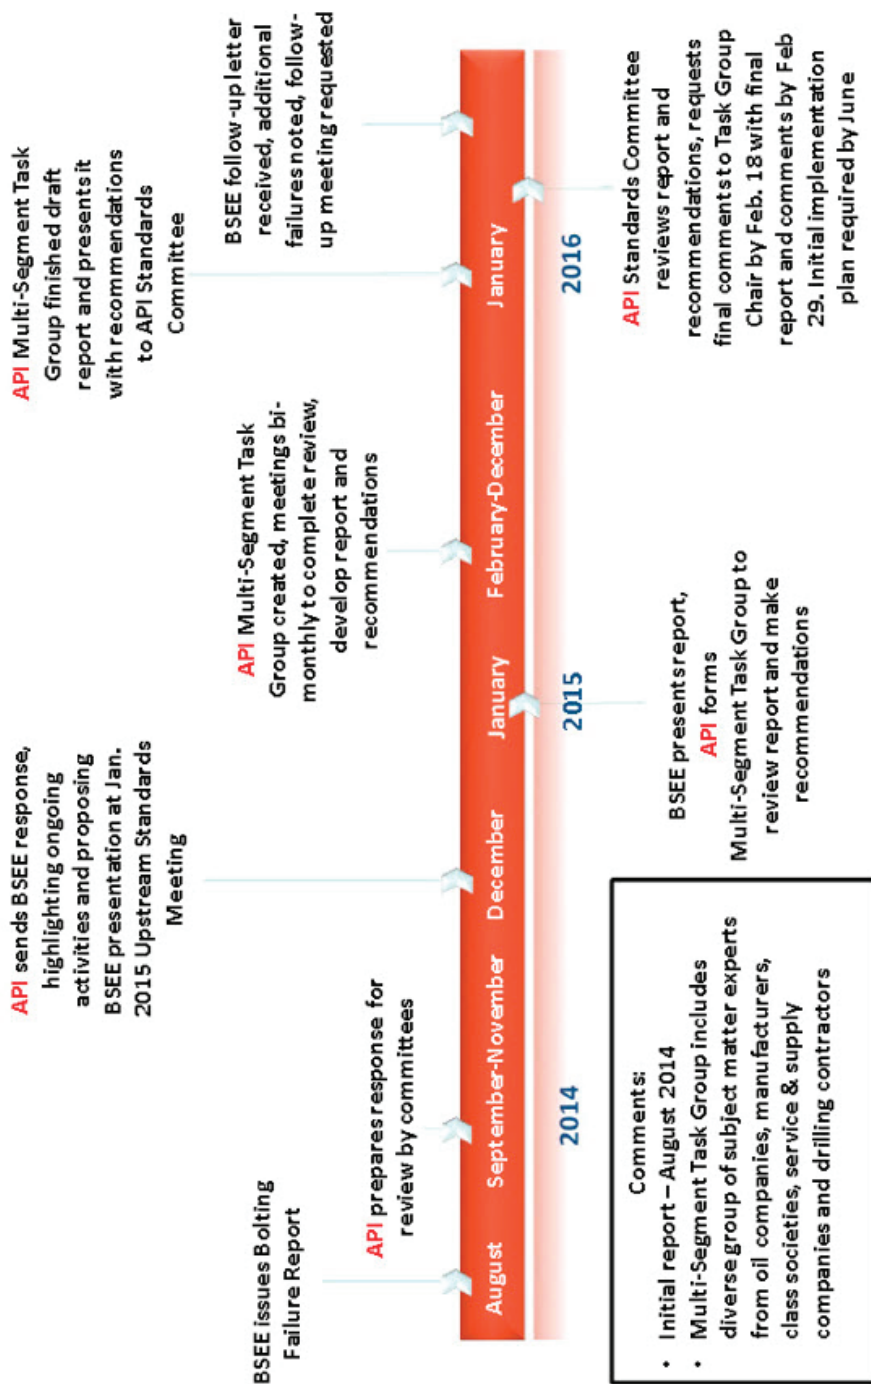 API sends BSEE response,
highlighting ongoing
activities and proposing
BSEE presentation at Jan.
2015 Upstream Standards
Meeting
API Multi-Segment Task
Group finished draft
report and presents it
with recommendations
to API Standards
Committee
BSEE issues Bolting
Failure Report
API prepares response for
review by committees
API Multi-Segment Task
Group created, meetings bi-
monthly to complete review,
develop report and
recommendations
BSEE follow-up letter
received, additional
failures noted, follow-
up meeting requested
August
September-November
December
January
February-December
January
2014
2015
2016
Comments:
• Initial report – August 2014
• Multi-Segment Task Group includes
diverse group of subject matter experts
from oil companies, manufacturers,
class societies, service & supply
companies and drilling contractors
BSEE presents report,
API forms
Multi-Segment Task Group to
review report and make
recommendations
API Standards Committee
reviews report and
recommendations, requests
final comments to Task Group
Chair by Feb. 18 with final
report and comments by Feb
29. Initial implementation
plan required by June